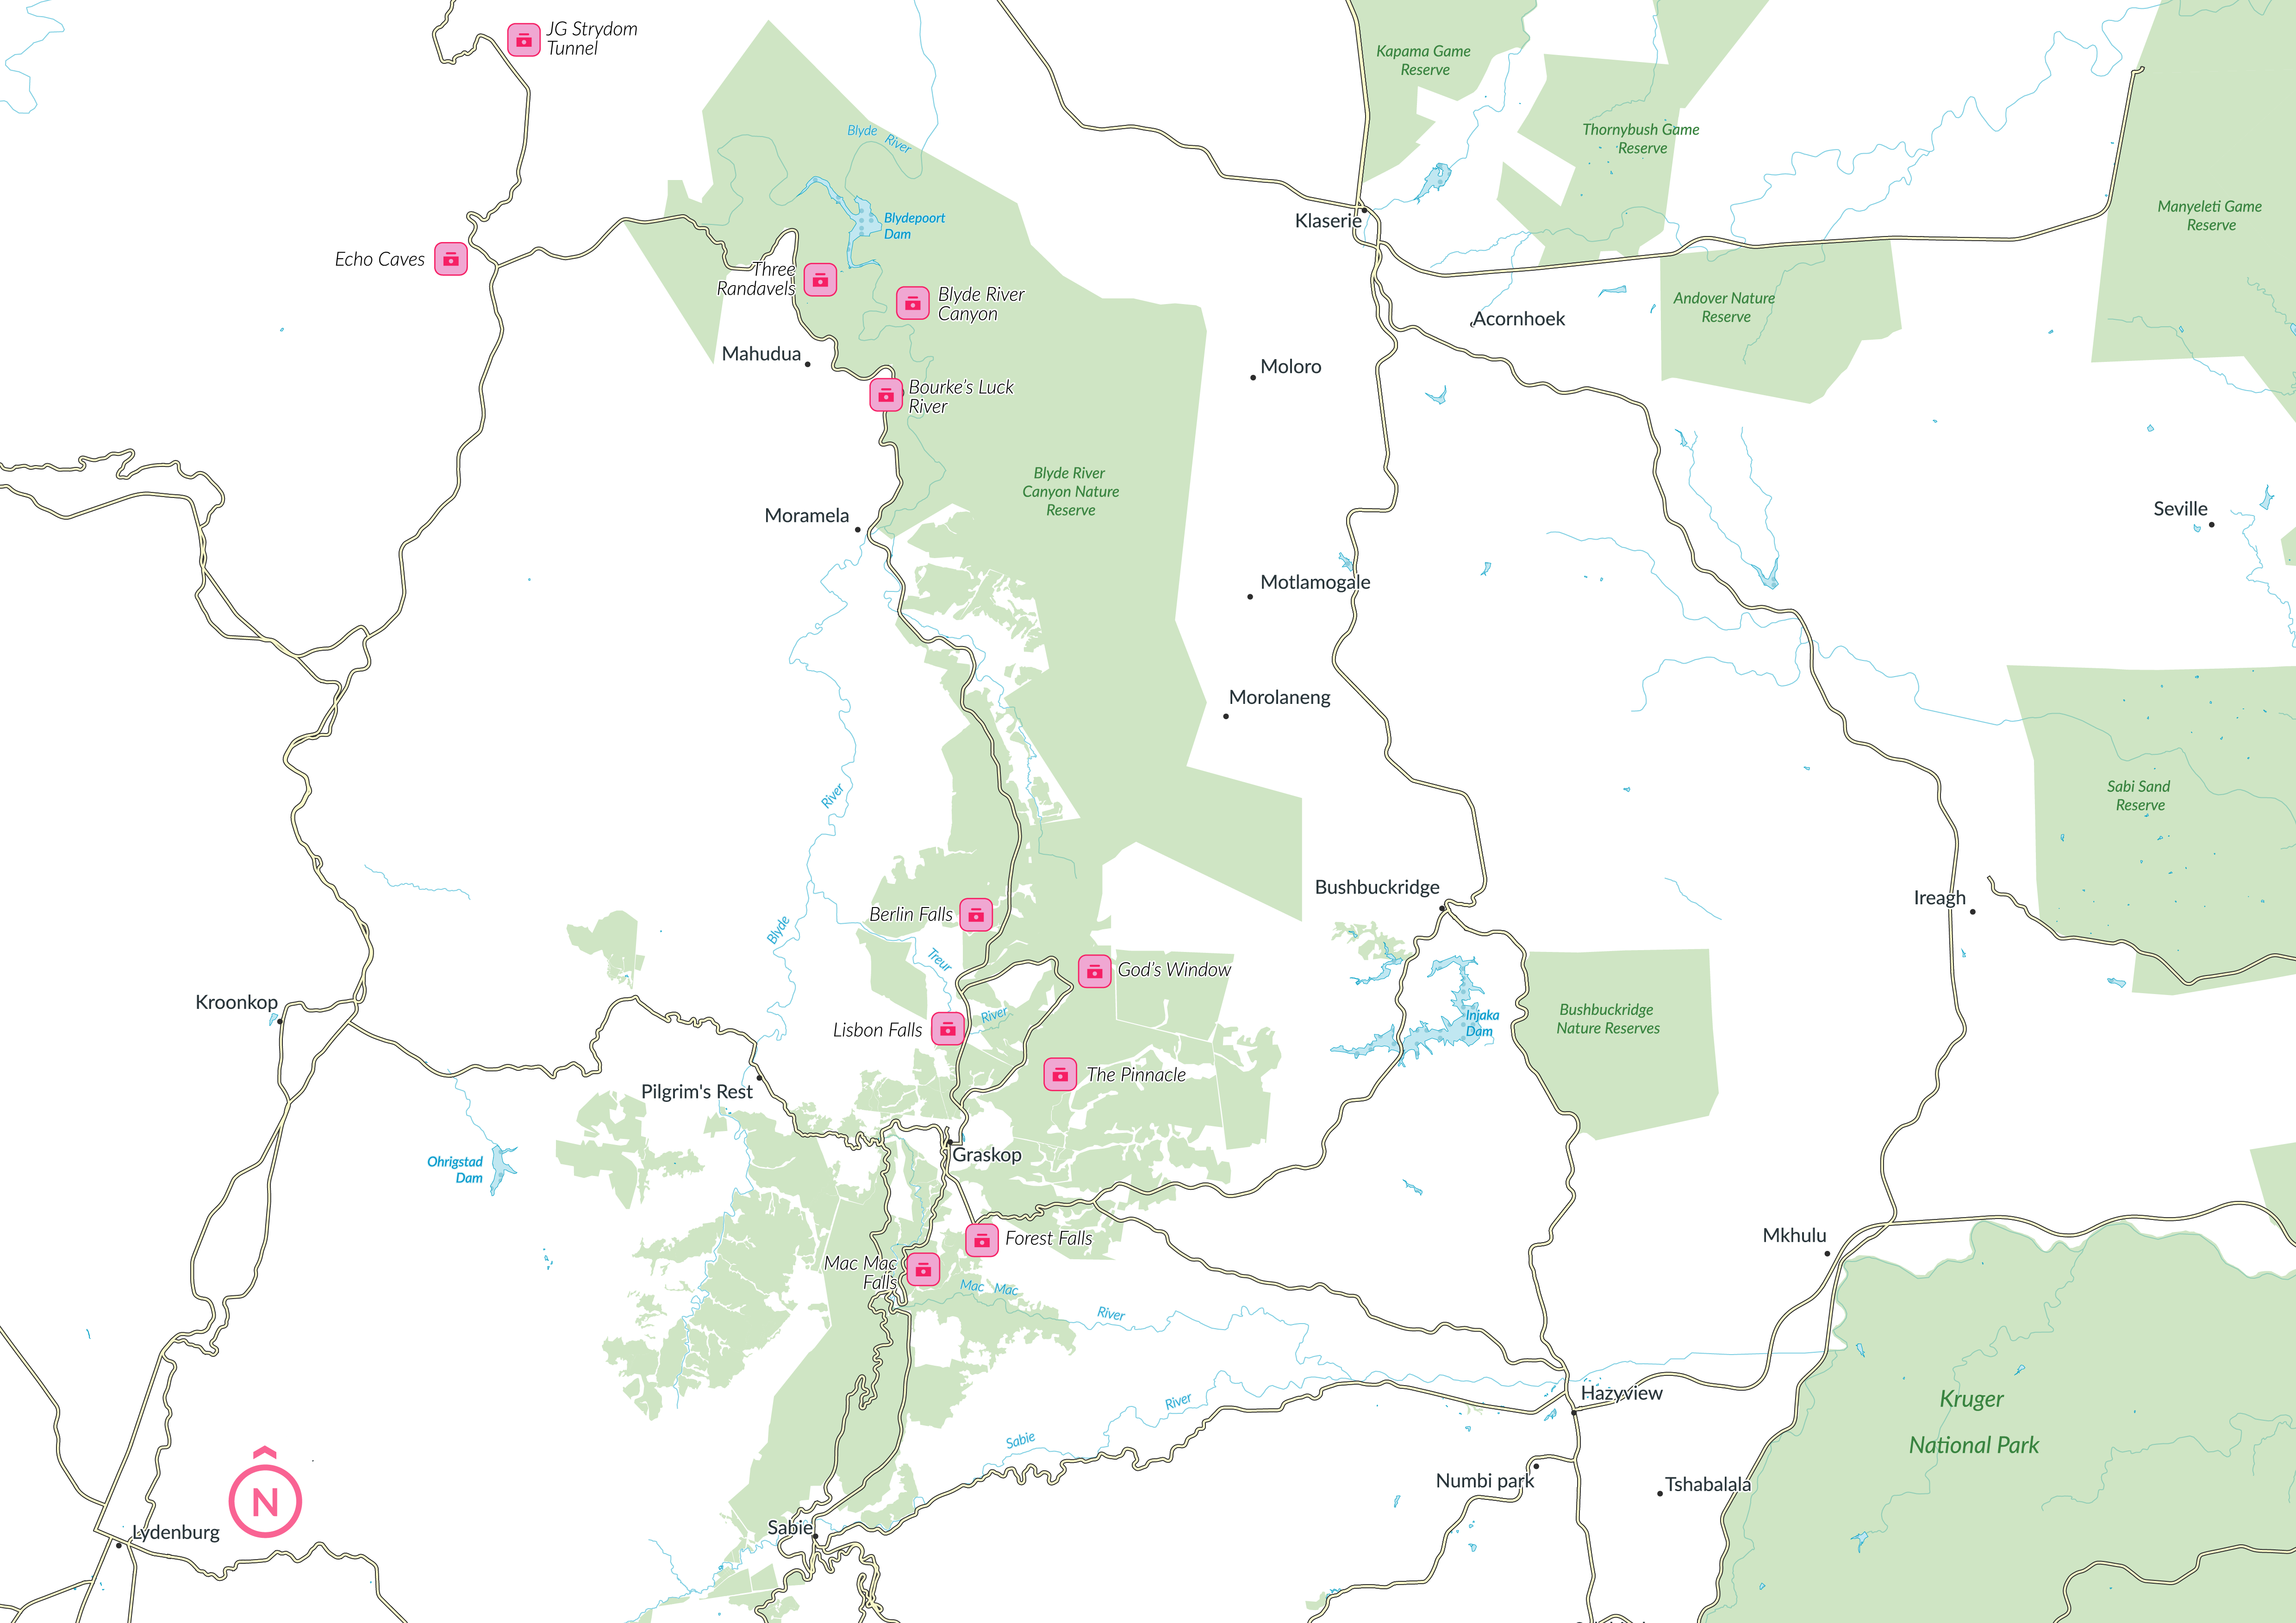 JG Strydom
Tunnel
Kapama Game
Reserve
Blyde
River
Thornybush Game
Reserve
Blydepoort
Dam
Klaserie
Manyeleti Game
Reserve
Echo Caves
Three
Randavels
Blyde River
Canyon
Andover Nature
Reserve
Acornhoek
Mahudua
Moloro
Bourke's Luck
River
Blyde River
Canyon Nature
Reserve
Moramela
Seville
Motlamogale
Morolaneng
River
Sabi Sand
Reserve
Bushbuckridge
Ireagh
Berlin Falls
Blyde
Treur
God's Window
Kroonkop
Lisbon Falls
River
Injaka
Dam
Bushbuckridge
Nature Reserves
The Pinnacle
Pilgrim's Rest
Graskop
Ohrigstad
Dam
Forest Falls
Mkhulu
Mac Mac
Falls
Mac Mac
River
Hazyview
Kruger
National Park
River
Sabie
Numbi park
Tshabalala
N
Lydenburg
Sabie